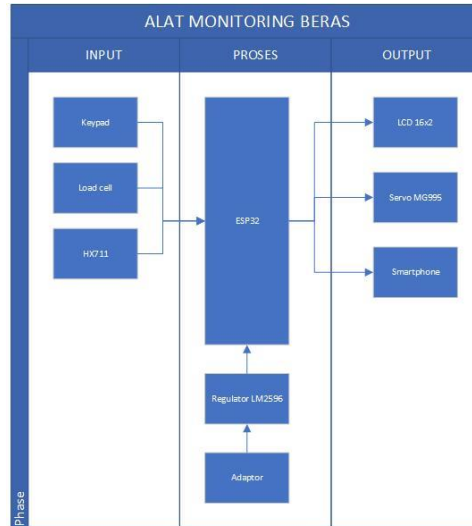 ALAT MONITORING BERAS
INPUT
PROSES
OUTPUT
Keypad
Load cell
HX711
ESP32
Regulator LM2596
Adaptor
LCD 16x2
Servo MG995
Smartphone
Phase